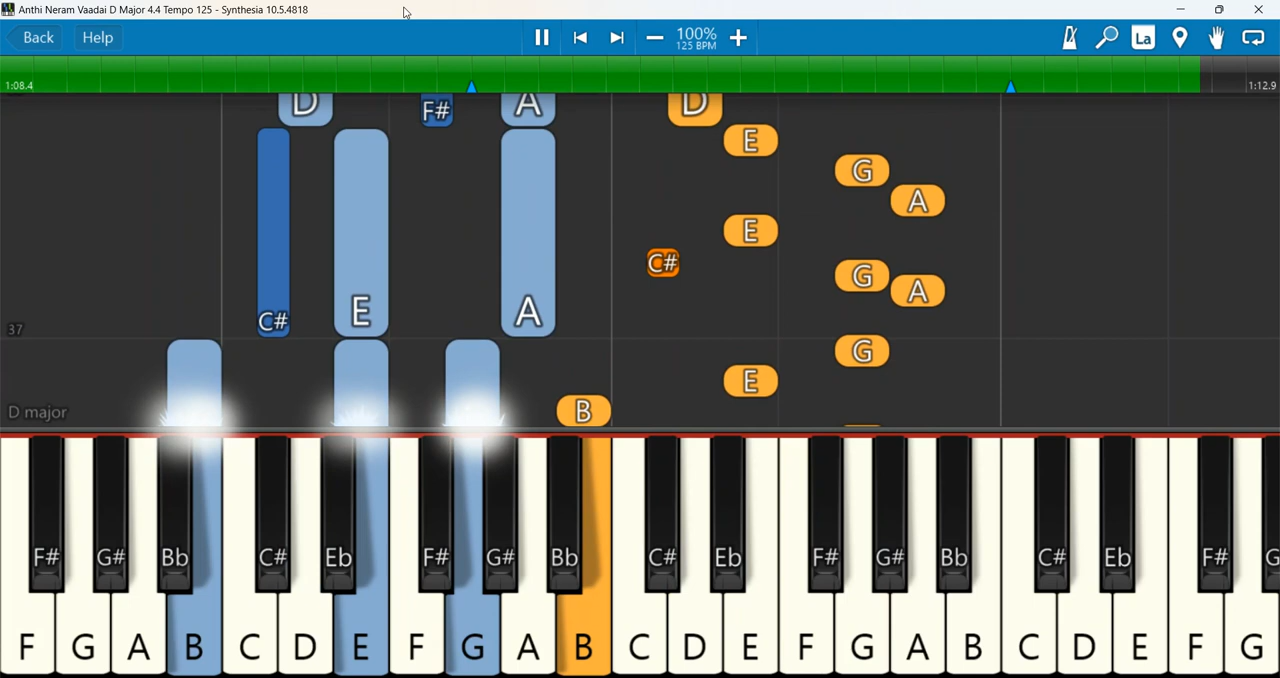 Anthi Neram Vaadai D Major 4.4 Tempo 125 - Synthesia 10.5.4818
Back Help 100% La
125 BPM
1:08.4 1:12.9
D F# A D
E
G
A
E
C#
G
A
C# E A
37
G
E
D major B
F# G# Bb C# Eb F# G# Bb C# Eb F# G# Bb C# Eb F# G
F G A B C D E F G A B C D E F G A B C D E F G